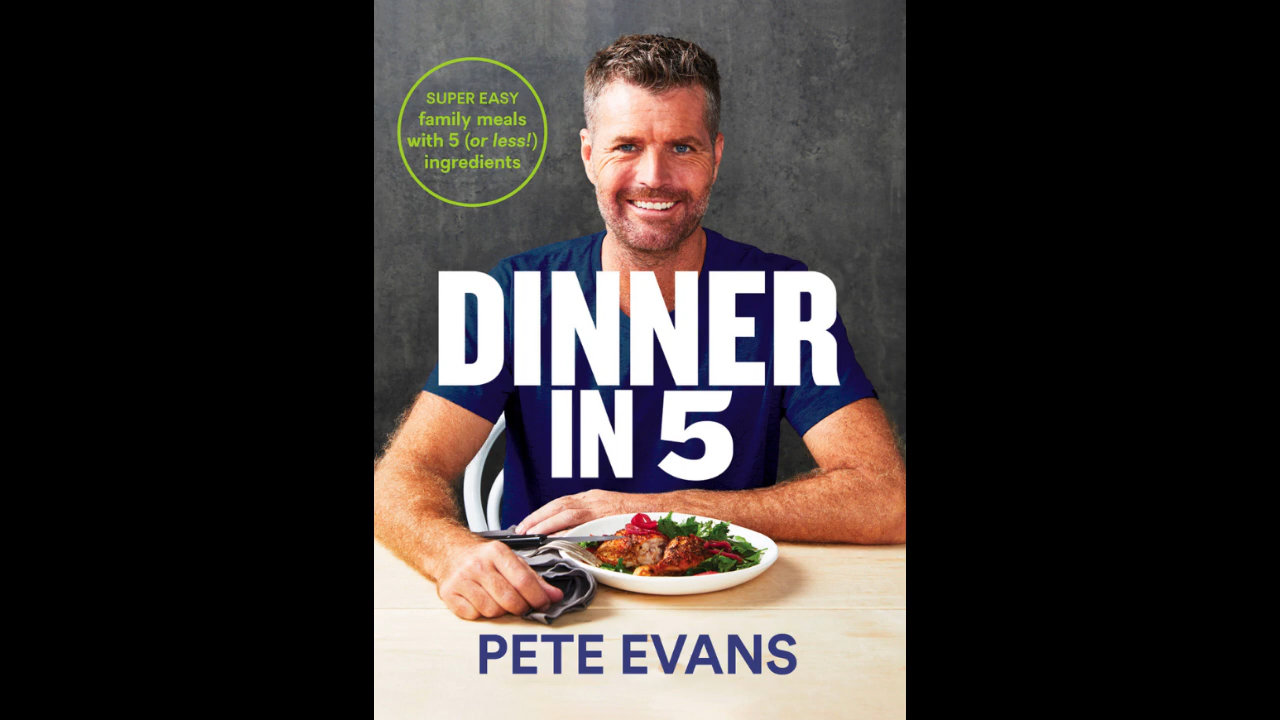 SUPER EASY
family meals
with 5 (or less!)
ingredients
DINNER
IN 5
PETE EVANS